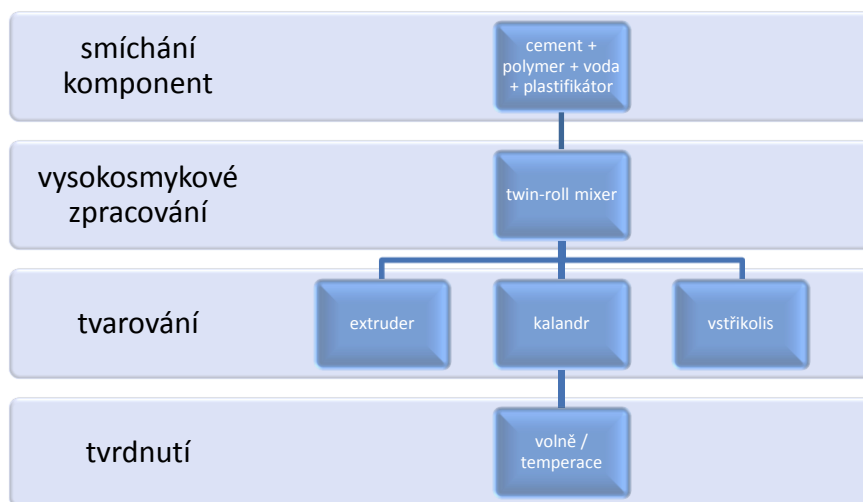 smíchání
komponent
cement +
polymer + voda
+ plastifikátor
vysokosmykové
zpracování
twin-roll mixer
tvarování
extruder
kalandr
vstřikolis
tvrdnutí
volně /
temperace